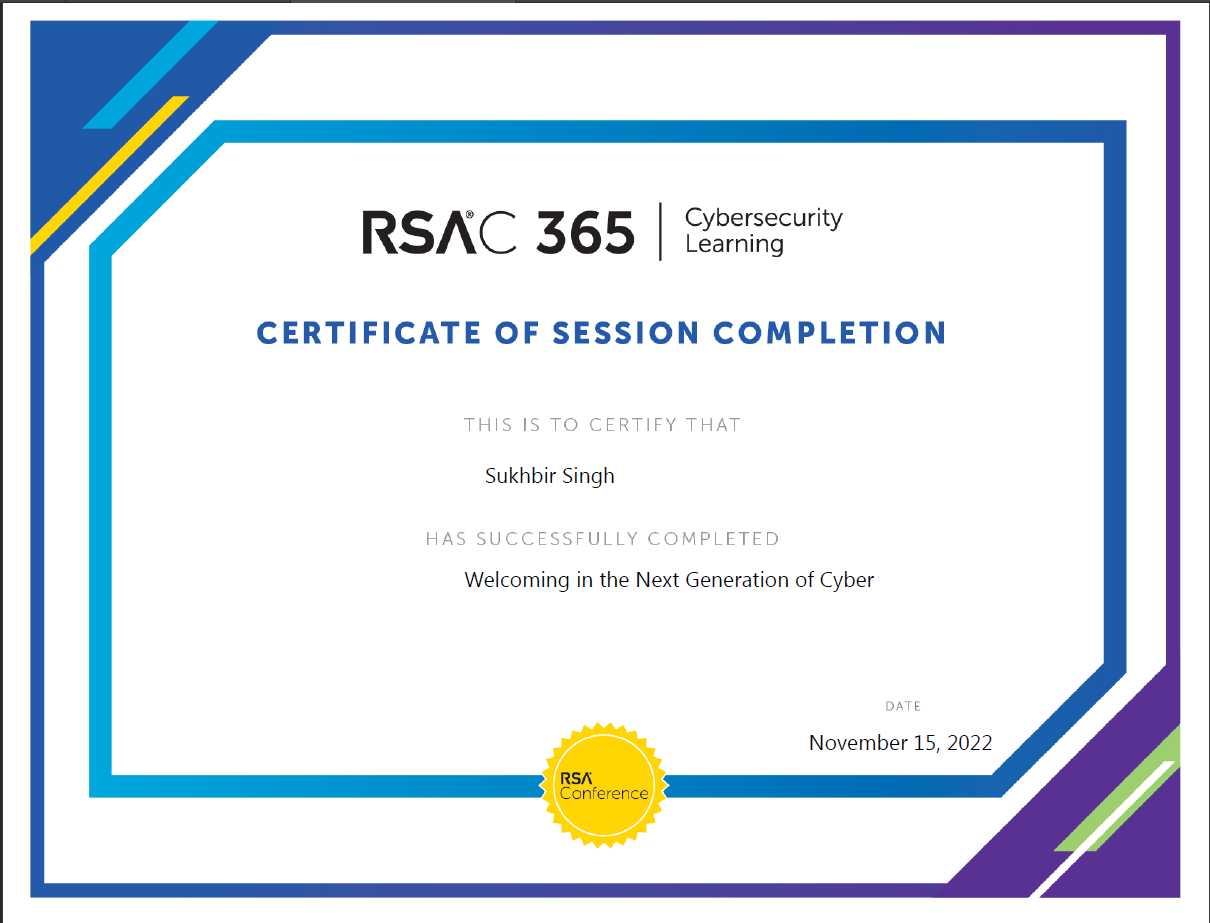 RSA®C 365 | Cybersecurity
Learning
CERTIFICATE OF SESSION COMPLETION
THIS IS TO CERTIFY THAT
Sukhbir Singh
HAS SUCCESSFULLY COMPLETED
Welcoming in the Next Generation of Cyber
DATE
November 15, 2022
RSA
Conference